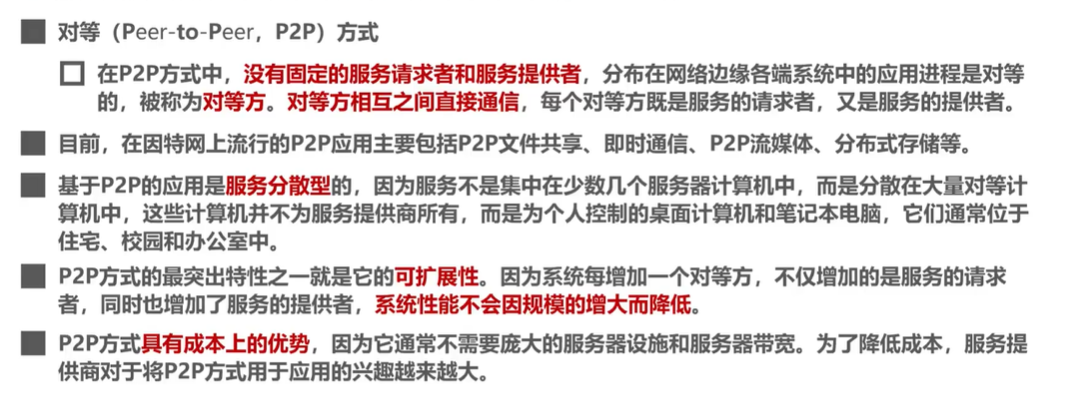 对等（Peer-to-Peer，P2P）方式
在P2P方式中，没有固定的服务请求者和服务提供者，分布在网络边缘各端系统中的应用进程是对等
的，被称为对等方。对等方相互之间直接通信，每个对等方既是服务的请求者，又是服务的提供者。
目前，在因特网上流行的P2P应用主要包括P2P文件共享、即时通信、P2P流媒体、分布式存储等。
基于P2P的应用是服务分散型的，因为服务不是集中在少数几个服务器计算机中，而是分散在大量对等计
算机中，这些计算机并不为服务提供商所有，而是为个人控制的桌面计算机和笔记本电脑，它们通常位于
住宅、校园和办公室中。
P2P方式的最突出特性之一就是它的可扩展性。因为系统每增加一个对等方，不仅增加的是服务的请求
者，同时也增加了服务的提供者，系统性能不会因规模的增大而降低。
P2P方式具有成本上的优势，因为它通常不需要庞大的服务器设施和服务器带宽。为了降低成本，服务提
供商对于将P2P方式用于应用的兴趣越来越大。